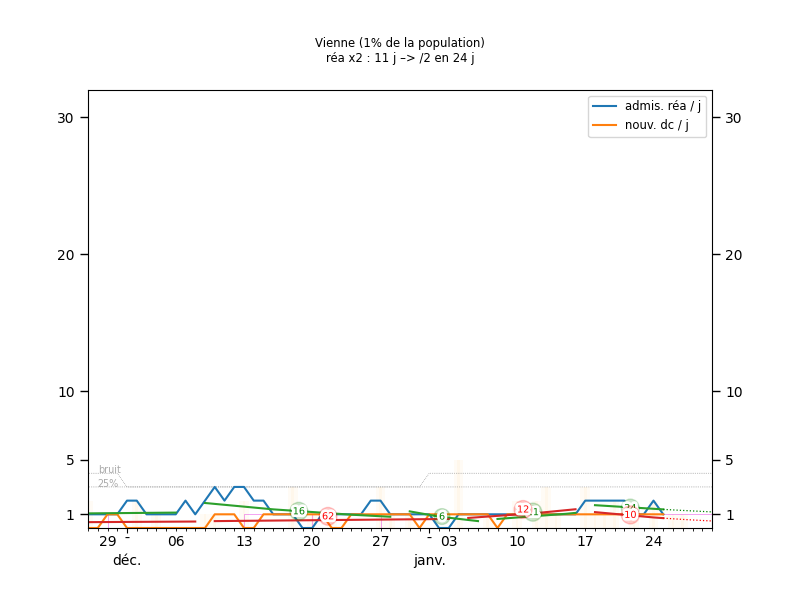 Vienne (1% de la population)
réa x2 : 11 j –> /2 en 24 j
admis. réa / j
nouv. dc / j
30 30
20 20
10 10
5 5
bruit
25%
16 62 6 12 10
1 1
29 - 06 13 20 27 - 03 10 17 24
déc. janv.